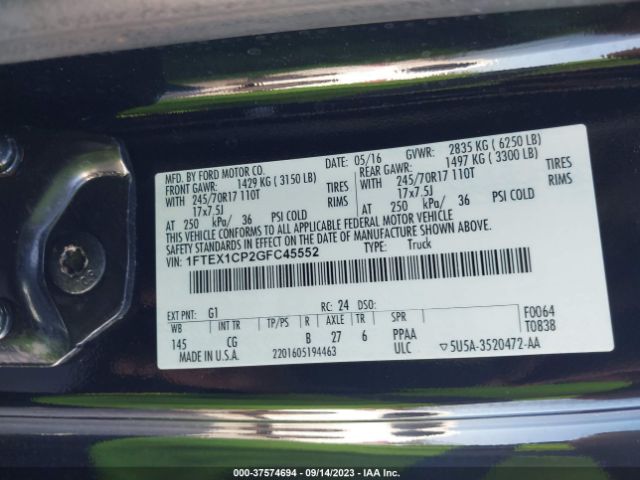 MFD. BY FORD MOTOR CO.
DATE: 05/16 GVWR: 2835 KG ( 6250 LB)
FRONT GAWR: 1429 KG ( 3150 LB) REAR GAWR: 1497 KG ( 3300 LB)
WITH 245/70R17 110T TIRES WITH 245/70R17 110T TIRES
17x7.5J RIMS 17x7.5J RIMS
AT 250 kPa/ 36 PSI COLD AT 250 kPa/ 36 PSI COLD
THIS VEHICLE CONFORMS TO ALL APPLICABLE FEDERAL MOTOR VEHICLE
SAFETY STANDARDS IN EFFECT ON THE DATE OF MANUFACTURE SHOWN ABOVE.
VIN: 1FTEX1CP2GFC45552 TYPE: Truck
EXT PNT: G1 RC: 24 DSO: F0064
WB INT TR TP/PS R AXLE TR SPR T0838
145 CG B 27 6 PPAA
MADE IN U.S.A. 2201605194463 ULC ▽5U5A-3520472-AA
000-37574694 - 09/14/2023 - IAA Inc.